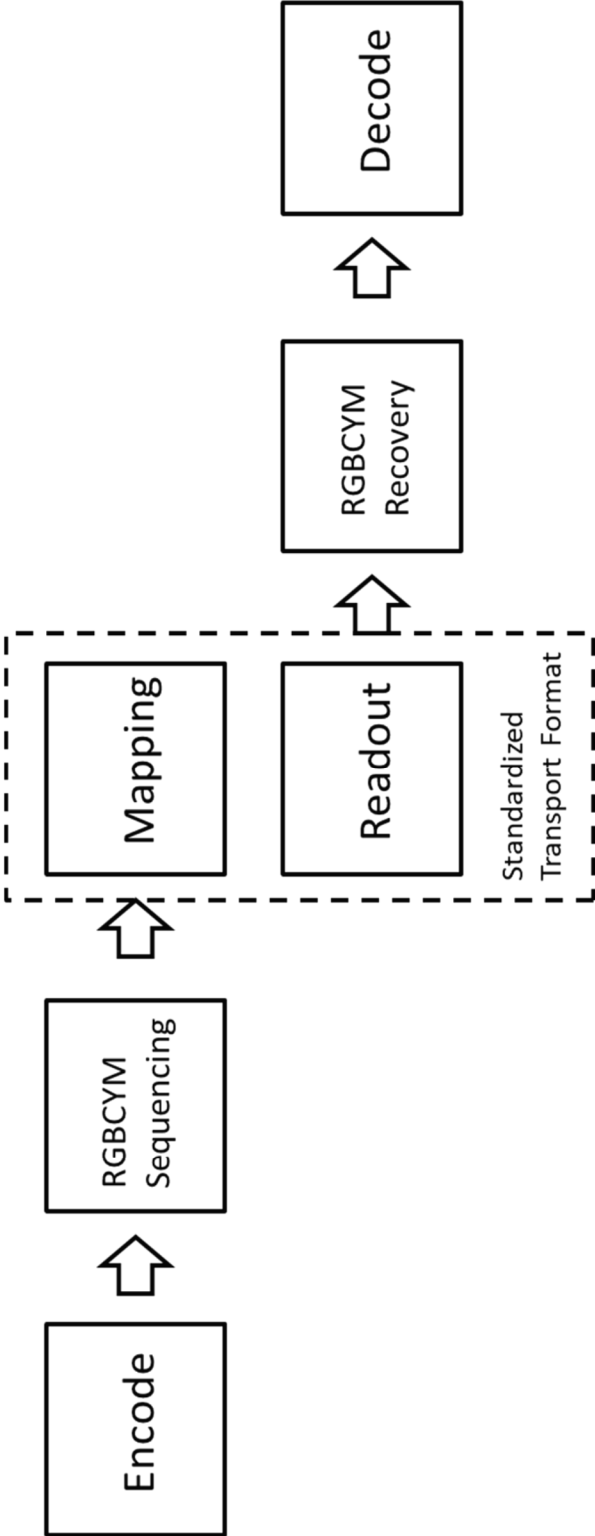 Encode
RGBCYM
Sequencing
Mapping
Readout
Standardized
Transport Format
RGBCYM
Recovery
Decode